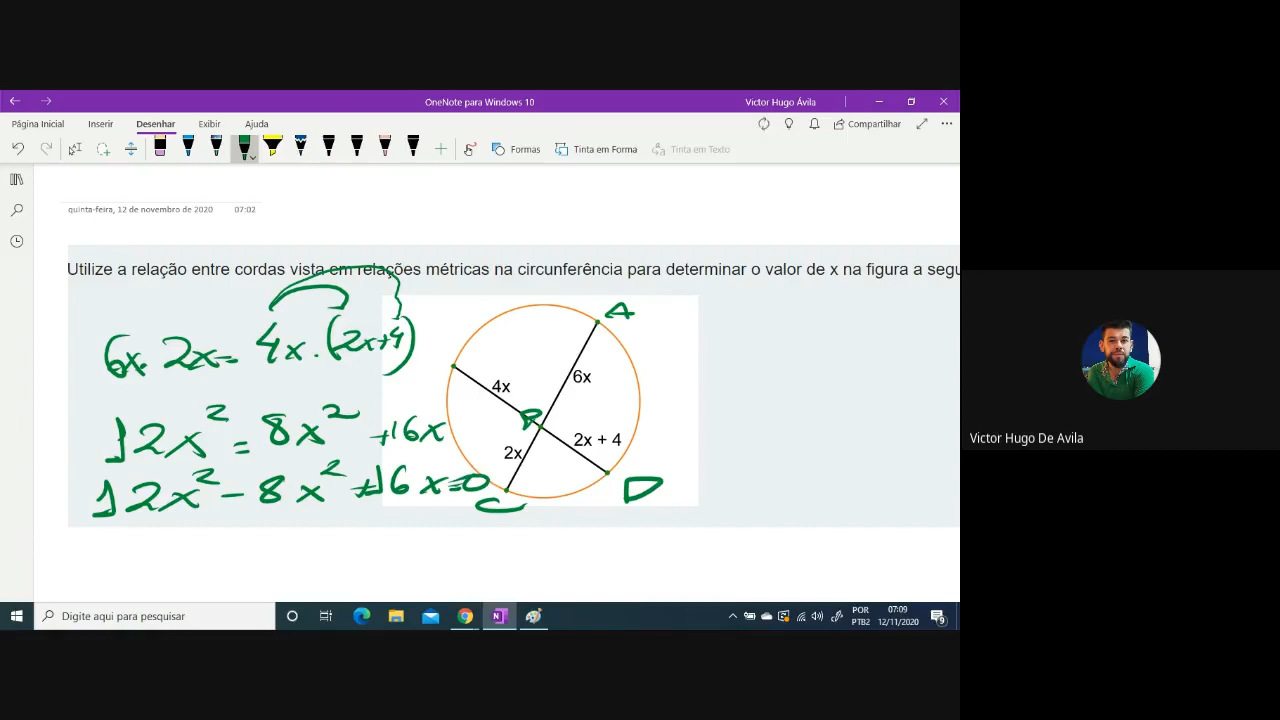 OneNote para Windows 10
Victor Hugo Ávila
Página Inicial Inserir Desenhar Exibir Ajuda
Compartilhar
Formas Tinta em Forma Tinta em Texto
quinta-feira, 12 de novembro de 2020 07:02
Utilize a relação entre cordas vista em relações métricas na circunferência para determinar o valor de x na figura a segu
6x. 2x = 4x . (2x+4)
A
4x 6x
12x² = 8x² +16x
P
2x 2x + 4
12x² - 8x² +16x=0
C D
Victor Hugo De Avila
Digite aqui para pesquisar
POR
PTB2
07:09
12/11/2020
9